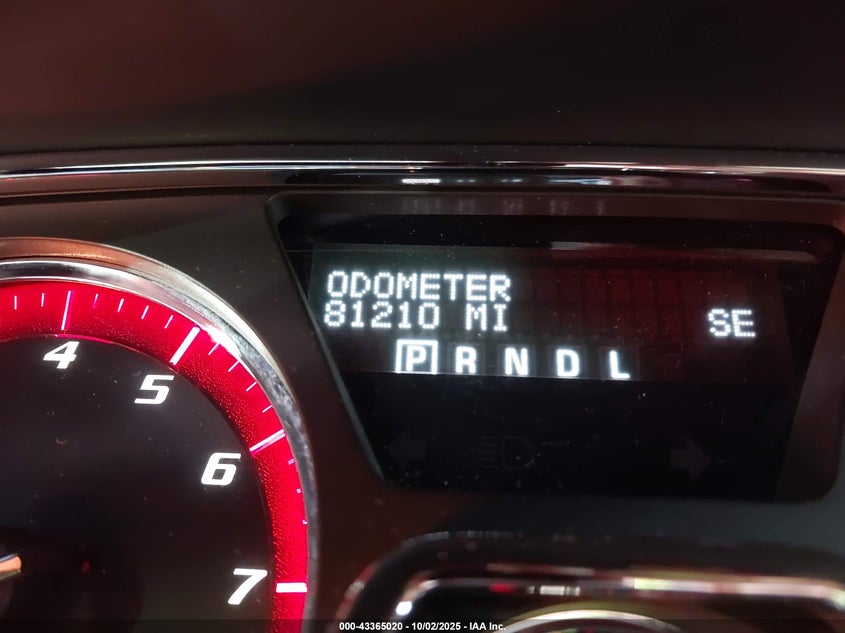 ODOMETER
81210 MI
SE
P R N D L
4
5
6
7
000-43365020 - 10/02/2025 - IAA Inc.